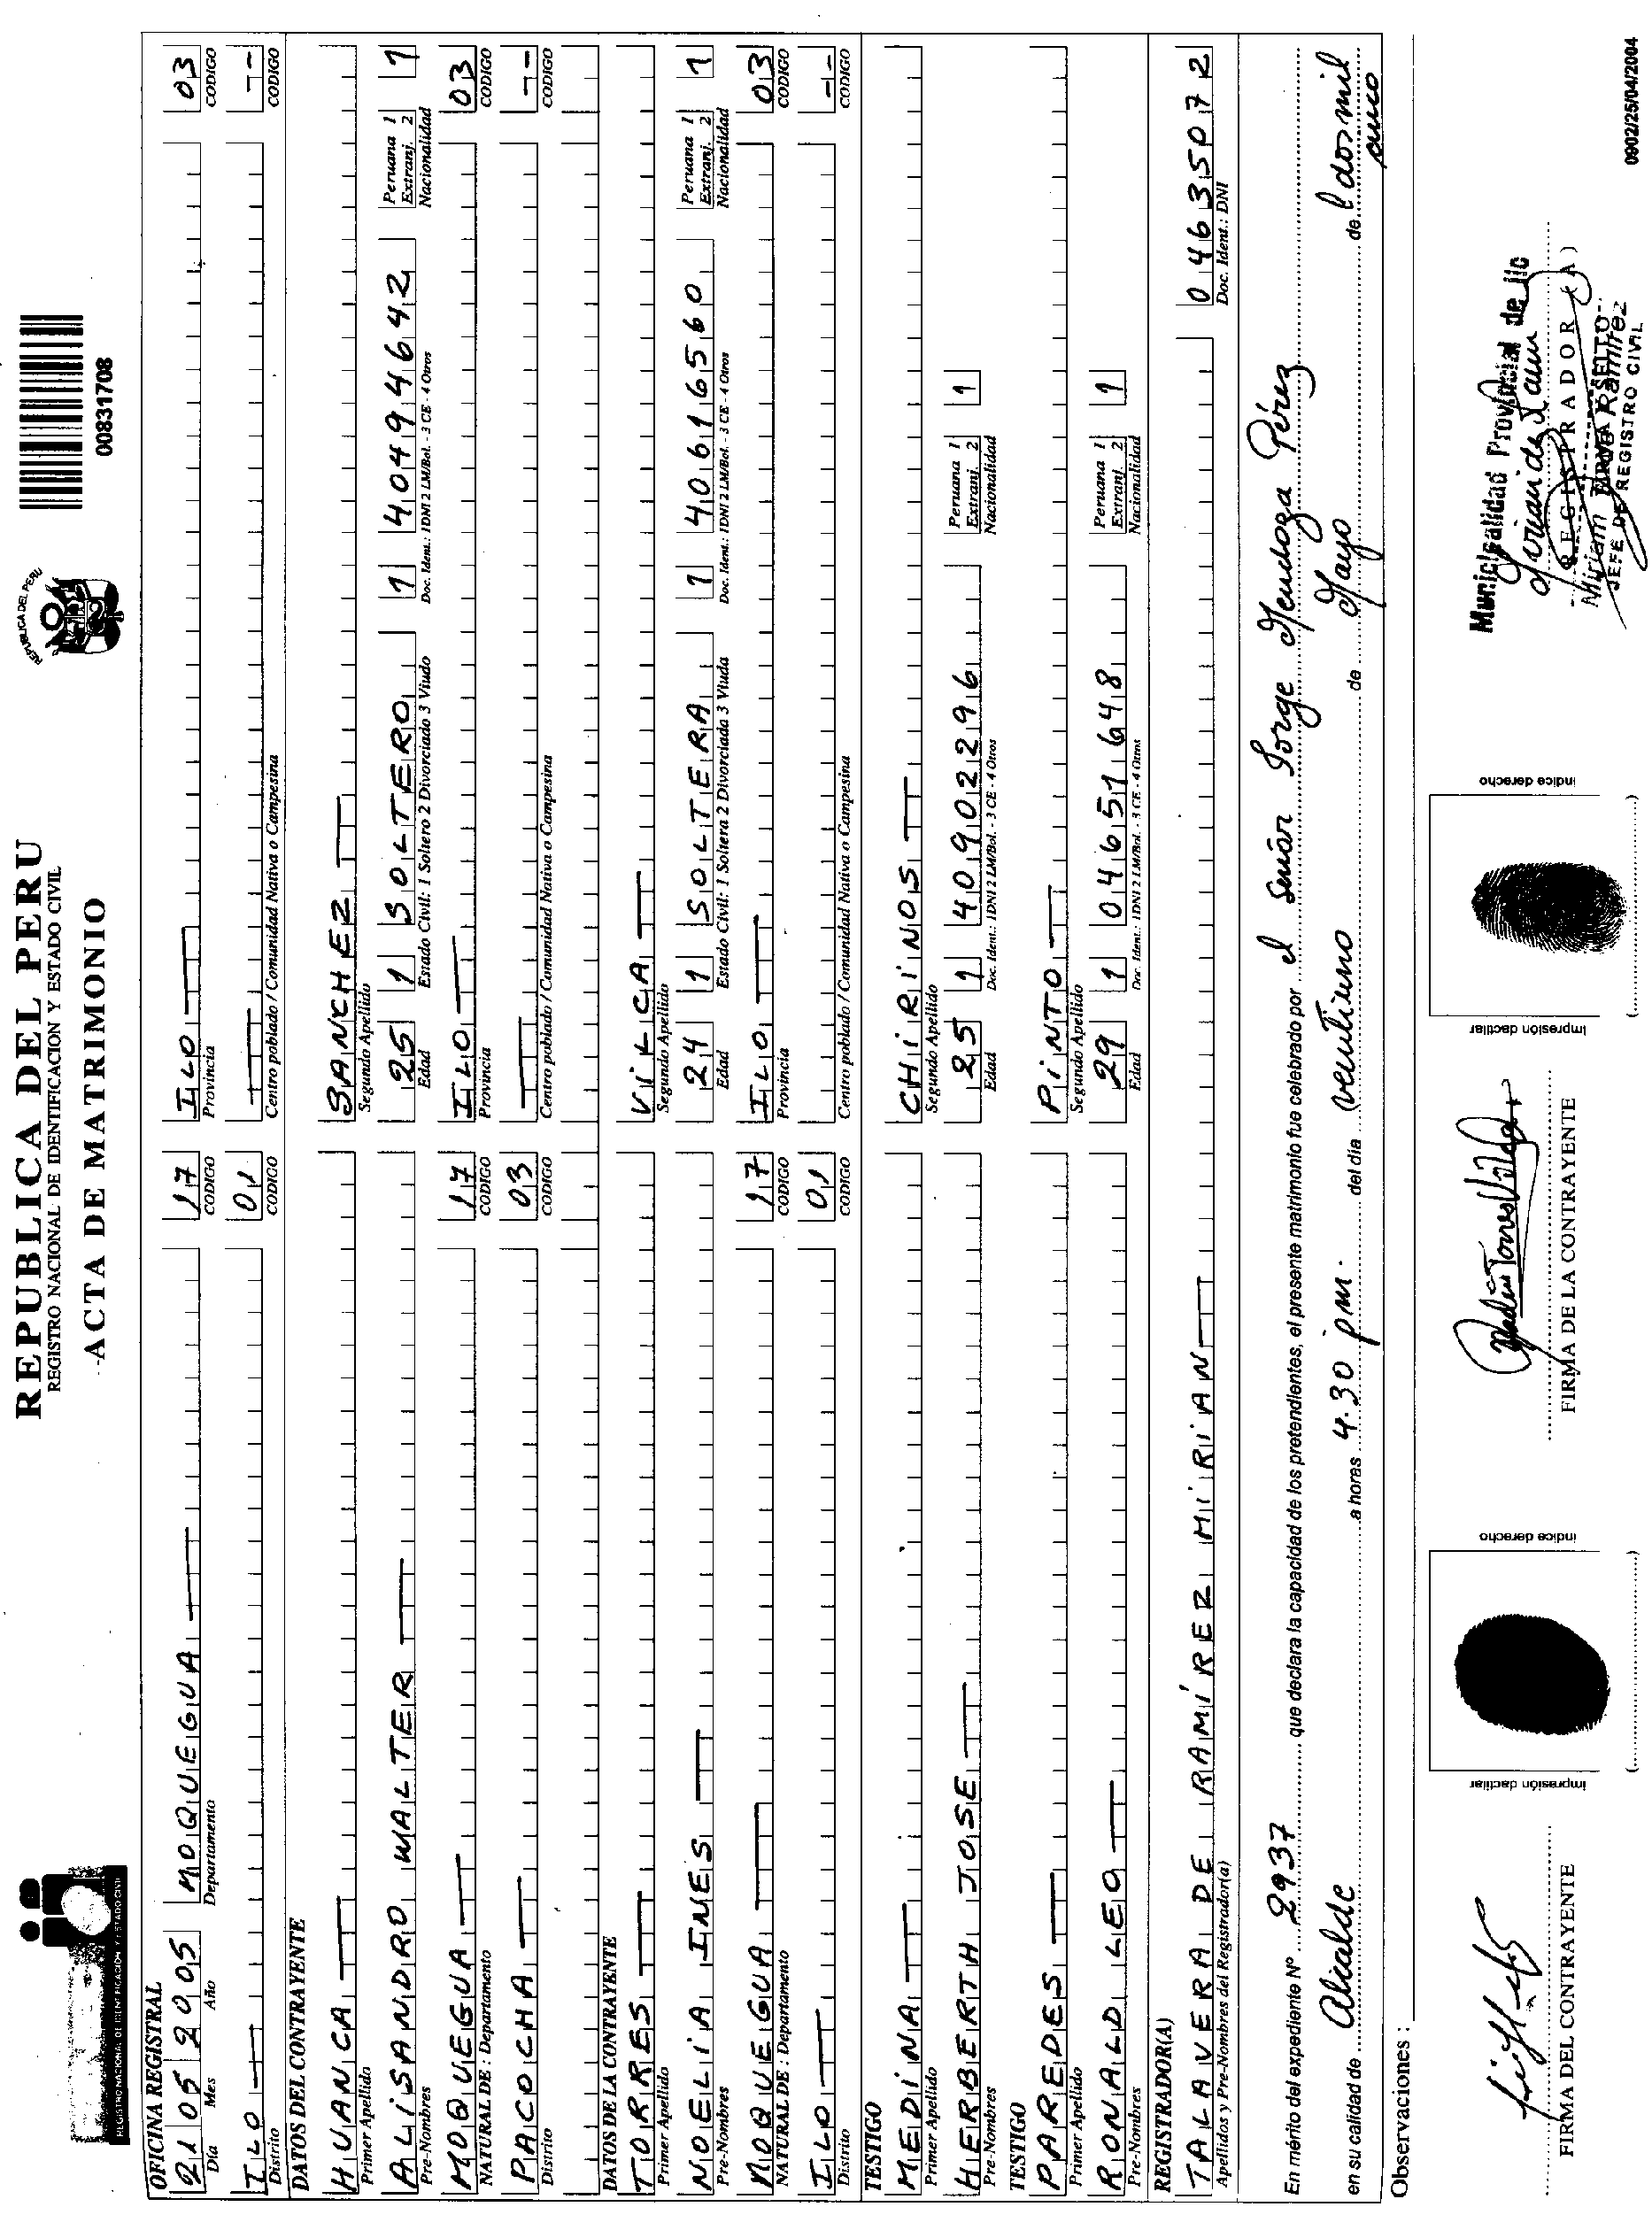 REPUBLICA DEL PERU
REGISTRO NACIONAL DE IDENTIFICACION Y ESTADO CIVIL
ACTA DE MATRIMONIO
REPUBLICA DEL PERU
00831708
REGISTRO NACIONAL DE IDENTIFICACION Y ESTADO CIVIL
OFICINA REGISTRAL
21 05 2005 MOQUEGUA 17 ILO 03
Día Mes Año Departamento CODIGO Provincia CODIGO
ILO 01 --
Distrito CODIGO Centro poblado / Comunidad Nativa o Campesina CODIGO
DATOS DEL CONTRAYENTE
HUANCA SANCHEZ
Primer Apellido Segundo Apellido
ALISANDRO WALTER 25 1 SOLTERO 1 40494642 Peruana 1 Extranj. 2 1
Pre-Nombres Edad Estado Civil: 1 Soltero 2 Divorciado 3 Viudo Doc. Ident.: 1DNI 2 LM/Bol. - 3 CE - 4 Otros Nacionalidad
MOQUEGUA 17 ILO 03
NATURAL DE : Departamento CODIGO Provincia CODIGO
PACOCHA 03 --
Distrito CODIGO Centro poblado / Comunidad Nativa o Campesina CODIGO
DATOS DE LA CONTRAYENTE
TORRES VILCA
Primer Apellido Segundo Apellido
NOELIA INES 24 1 SOLTERA 1 40616560 Peruana 1 Extranj. 2 1
Pre-Nombres Edad Estado Civil: 1 Soltera 2 Divorciada 3 Viuda Doc. Ident.: 1DNI 2 LM/Bol. - 3 CE - 4 Otros Nacionalidad
MOQUEGUA 17 ILO 03
NATURAL DE : Departamento CODIGO Provincia CODIGO
ILO 01 --
Distrito CODIGO Centro poblado / Comunidad Nativa o Campesina CODIGO
TESTIGO
MEDINA CHIRINOS
Primer Apellido Segundo Apellido
HERBERTH JOSE 25 1 40902296 Peruana 1 Extranj. 2 1
Pre-Nombres Edad Doc. Ident.: 1DNI 2 LM/Bol. - 3 CE - 4 Otros Nacionalidad
TESTIGO
PAREDES PINTO
Primer Apellido Segundo Apellido
RONALD LEO 29 1 04651648 Peruana 1 Extranj. 2 1
Pre-Nombres Edad Doc. Ident.: 1DNI 2 LM/Bol. - 3 CE - 4 Otros Nacionalidad
REGISTRADOR(A)
TALAVERA DE RAMÍREZ MIRIAN 04635072
Apellidos y Pre-Nombres del Registrador(a) Doc. Ident.: DNI
En mérito del expediente Nº 2937 que declara la capacidad de los pretendientes, el presente matrimonio fue celebrado por el señor Jorge Mendoza Pérez
en su calidad de Alcalde a horas 4.30 pm. del día veintiuno de Mayo de l dosmil
cinco
Observaciones :
Municipalidad Provincial de Ilo
REGISTRADOR (A)
JEFE DE REGISTRO CIVIL
FIRMA DEL CONTRAYENTE
impresión dactilar
índice derecho
FIRMA DE LA CONTRAYENTE
impresión dactilar
índice derecho
0902/25/04/2004